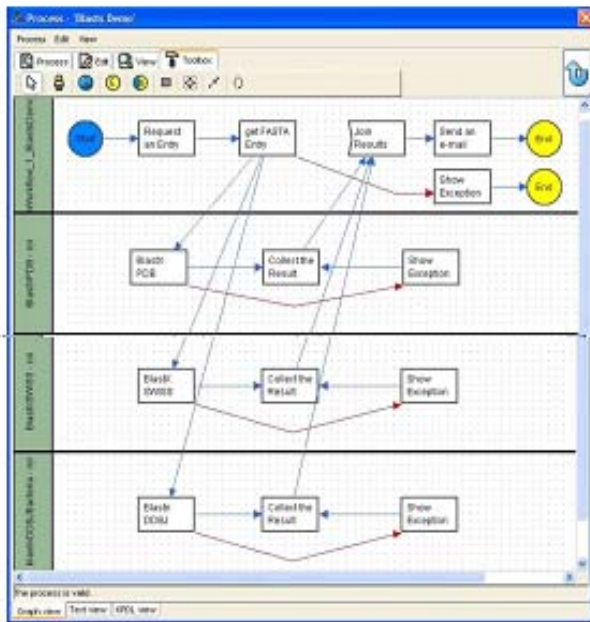 Process - 'Blasts Demo'
Process Edit View
Process Edit View Toolbox
Start
Request
an Entry
get FASTA
Entry
Join
Results
Send an
e-mail
End
Show
Exception
End
BlastX
PDB
Collect the
Result
Show
Exception
BlastX
SWISS
Collect the
Result
Show
Exception
BlastX
DDBJ
Collect the
Result
Show
Exception
The process is valid.
Graph view Text view XPDL view